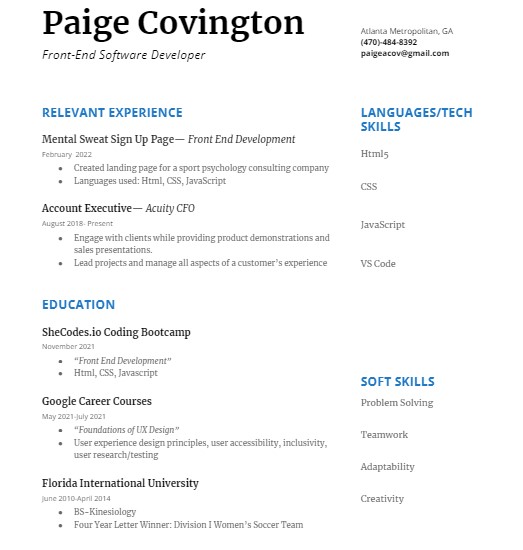 Paige Covington
Front-End Software Developer
Atlanta Metropolitan, GA
(470)-484-8392
paigeacov@gmail.com
RELEVANT EXPERIENCE
Mental Sweat Sign Up Page— Front End Development
February 2022
● Created landing page for a sport psychology consulting company
● Languages used: Html, CSS, JavaScript
Account Executive— Acuity CFO
August 2018- Present
● Engage with clients while providing product demonstrations and
sales presentations.
● Lead projects and manage all aspects of a customer's experience
EDUCATION
SheCodes.io Coding Bootcamp
November 2021
● “Front End Development”
● Html, CSS, Javascript
Google Career Courses
May 2021-July 2021
● “Foundations of UX Design”
● User experience design principles, user accessibility, inclusivity,
user research/testing
Florida International University
June 2010-April 2014
● BS-Kinesiology
● Four Year Letter Winner: Division I Women's Soccer Team
LANGUAGES/TECH
SKILLS
Html5
CSS
JavaScript
VS Code
SOFT SKILLS
Problem Solving
Teamwork
Adaptability
Creativity